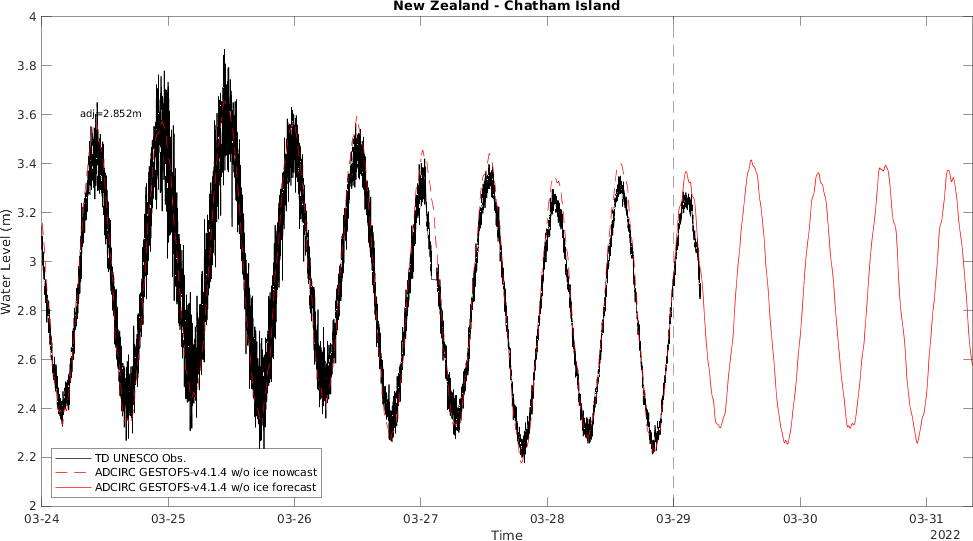 New Zealand - Chatham Island
4
3.8
3.6
3.4
3.2
3
2.8
2.6
2.4
2.2
2
Water Level (m)
adj=2.852m
TD UNESCO Obs.
ADCIRC GESTOFS-v4.1.4 w/o ice nowcast
ADCIRC GESTOFS-v4.1.4 w/o ice forecast
03-24 03-25 03-26 03-27 03-28 03-29 03-30 03-31
Time
2022